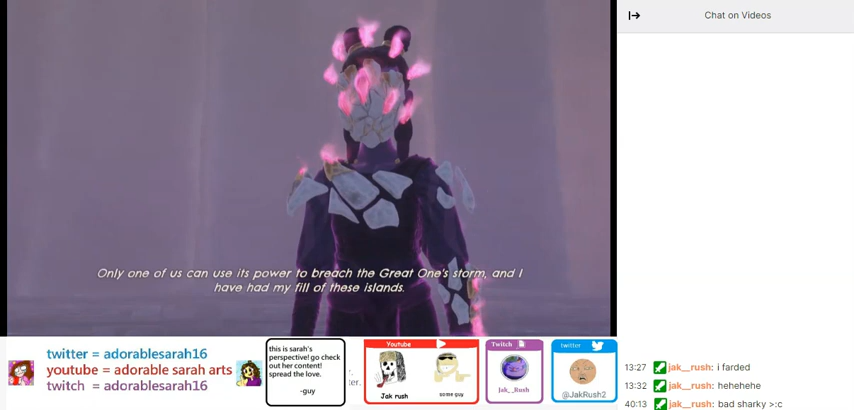 Chat on Videos
Only one of us can use its power to breach the Great One's storm, and I
have had my fill of these islands.
twitter = adorablesarah16
youtube = adorable sarah arts
twitch = adorablesarah16
this is sarah's
perspective! go check
out her content!
spread the love.
-guy
ter.
Youtube
Jak rush
some guy
Twitch
Jak__Rush
twitter
@JakRush2
13:27 jak__rush: i farded
13:32 jak__rush: hehehehe
40:13 jak__rush: bad sharky >:c